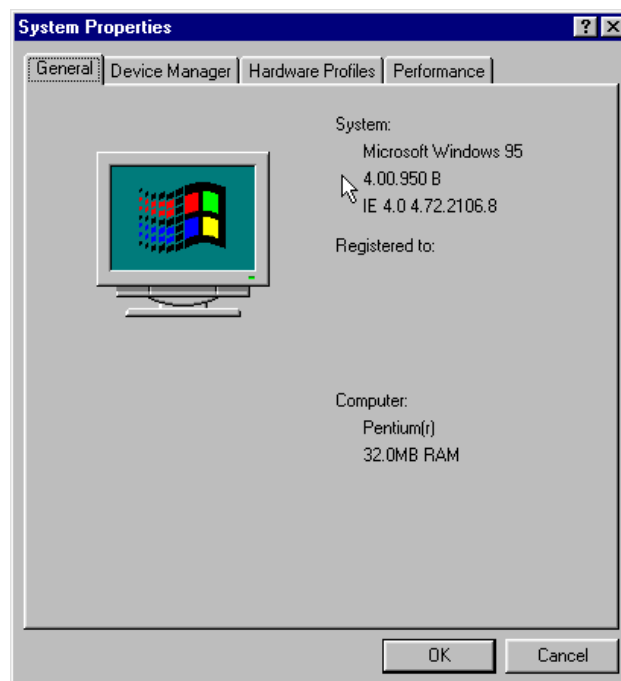 System Properties
General Device Manager Hardware Profiles Performance
System:
Microsoft Windows 95
4.00.950 B
IE 4.0 4.72.2106.8
Registered to:
Computer:
Pentium(r)
32.0MB RAM
OK Cancel